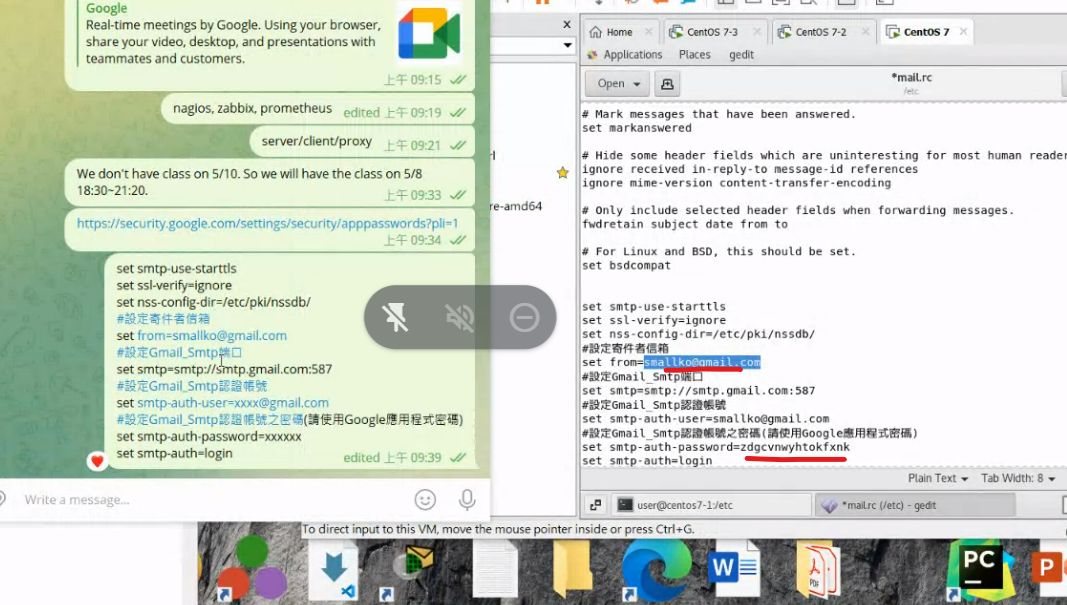 Google
Real-time meetings by Google. Using your browser,
share your video, desktop, and presentations with
teammates and customers.
上午 09:15
nagios, zabbix, prometheus
edited 上午 09:19
server/client/proxy
上午 09:21
We don't have class on 5/10. So we will have the class on 5/8
18:30~21:20.
上午 09:33
https://security.google.com/settings/security/apppasswords?pli=1
上午 09:34
set smtp-use-starttls
set ssl-verify=ignore
set nss-config-dir=/etc/pki/nssdb/
#設定寄件者信箱
set from=smallko@gmail.com
#設定Gmail_Smtp端口
set smtp=smtp://smtp.gmail.com:587
#設定Gmail_Smtp認證帳號
set smtp-auth-user=xxxx@gmail.com
#設定Gmail_Smtp認證帳號之密碼(請使用Google應用程式密碼)
set smtp-auth-password=xxxxxx
set smtp-auth=login
edited 上午 09:39
Write a message...
re-amd64
Home
CentOS 7-3
CentOS 7-2
CentOS 7
Applications Places gedit
Open
*mail.rc
/etc
# Mark messages that have been answered.
set markanswered
# Hide some header fields which are uninteresting for most human reader
ignore received in-reply-to message-id references
ignore mime-version content-transfer-encoding
# Only include selected header fields when forwarding messages.
fwdretain subject date from to
# For Linux and BSD, this should be set.
set bsdcompat
set smtp-use-starttls
set ssl-verify=ignore
set nss-config-dir=/etc/pki/nssdb/
#設定寄件者信箱
set from=smallko@gmail.com
#設定Gmail_Smtp端口
set smtp=smtp://smtp.gmail.com:587
#設定Gmail_Smtp認證帳號
set smtp-auth-user=smallko@gmail.com
#設定Gmail_Smtp認證帳號之密碼(請使用Google應用程式密碼)
set smtp-auth-password=zdgcvnwyhtokfxnk
set smtp-auth=login
Plain Text Tab Width: 8
user@centos7-1:/etc
*mail.rc (/etc) - gedit
To direct input to this VM, move the mouse pointer inside or press Ctrl+G.
W
PDF
PC
P